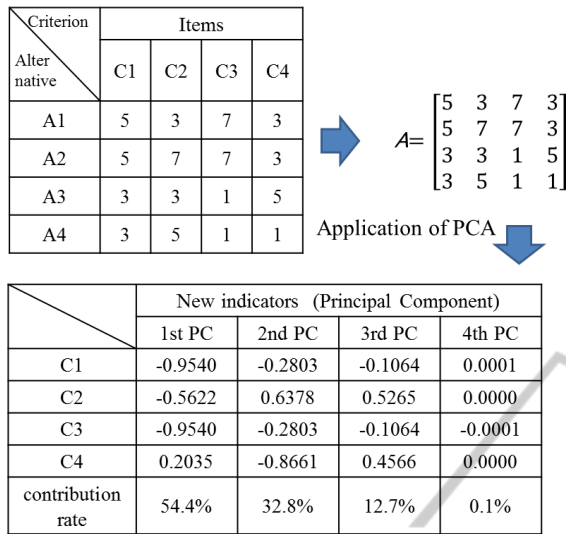 Criterion
Items
Alter
native
C1 C2 C3 C4
A1 5 3 7 3
A2 5 7 7 3
A3 3 3 1 5
A4 3 5 1 1
A= [5 3 7 3
5 7 7 3
3 3 1 5
3 5 1 1]
Application of PCA
New indicators (Principal Component)
1st PC 2nd PC 3rd PC 4th PC
C1 -0.9540 -0.2803 -0.1064 0.0001
C2 -0.5622 0.6378 0.5265 0.0000
C3 -0.9540 -0.2803 -0.1064 -0.0001
C4 0.2035 -0.8661 0.4566 0.0000
contribution
rate 54.4% 32.8% 12.7% 0.1%